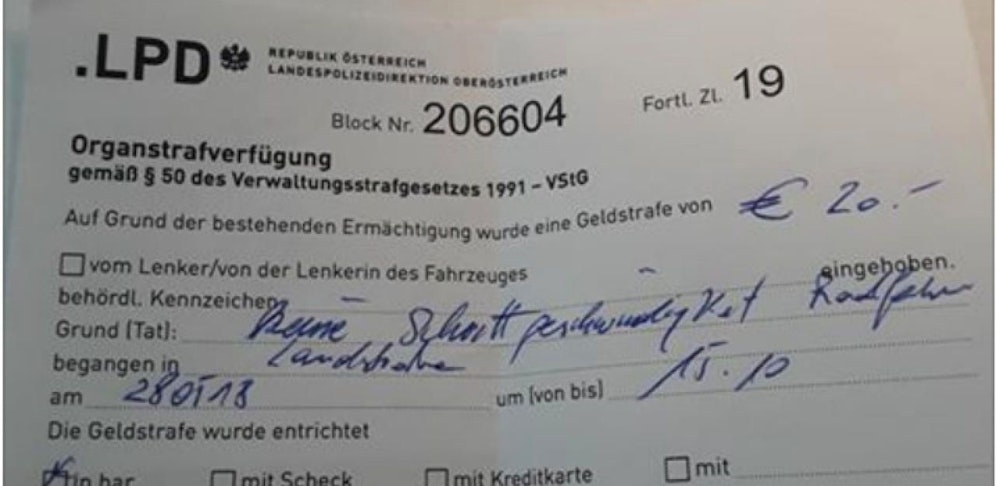 .LPD REPUBLIK ÖSTERREICH
LANDESPOLIZEIDIREKTION OBERÖSTERREICH
Block Nr. 206604 Fortl. Zl. 19
Organstrafverfügung
gemäß § 50 des Verwaltungsstrafgesetzes 1991 – VStG
Auf Grund der bestehenden Ermächtigung wurde eine Geldstrafe von € 20.-
vom Lenker/von der Lenkerin des Fahrzeuges eingehoben.
behördl. Kennzeichen
Grund (Tat): Keine Schrittgeschwindigkeit Radfahrer
begangen in Landstraße
am 280518 um (von bis) 15.10
Die Geldstrafe wurde entrichtet
in bar mit Scheck mit Kreditkarte mit